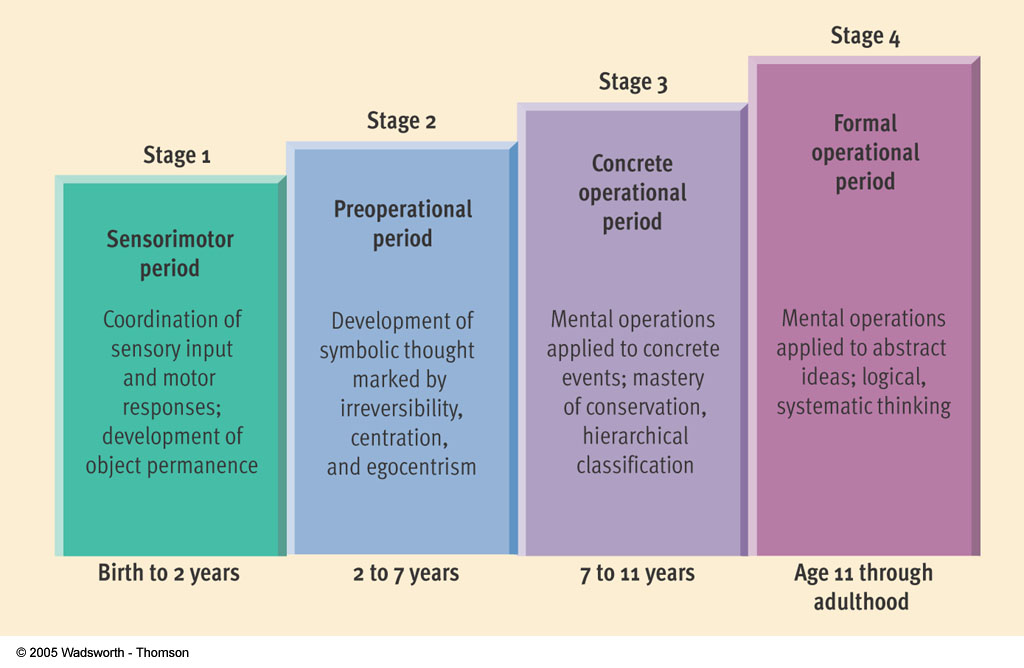 Stage 1
Sensorimotor
period
Coordination of
sensory input
and motor
responses;
development of
object permanence
Birth to 2 years
Stage 2
Preoperational
period
Development of
symbolic thought
marked by
irreversibility,
centration,
and egocentrism
2 to 7 years
Stage 3
Concrete
operational
period
Mental operations
applied to concrete
events; mastery
of conservation,
hierarchical
classification
7 to 11 years
Stage 4
Formal
operational
period
Mental operations
applied to abstract
ideas; logical,
systematic thinking
Age 11 through
adulthood
© 2005 Wadsworth - Thomson